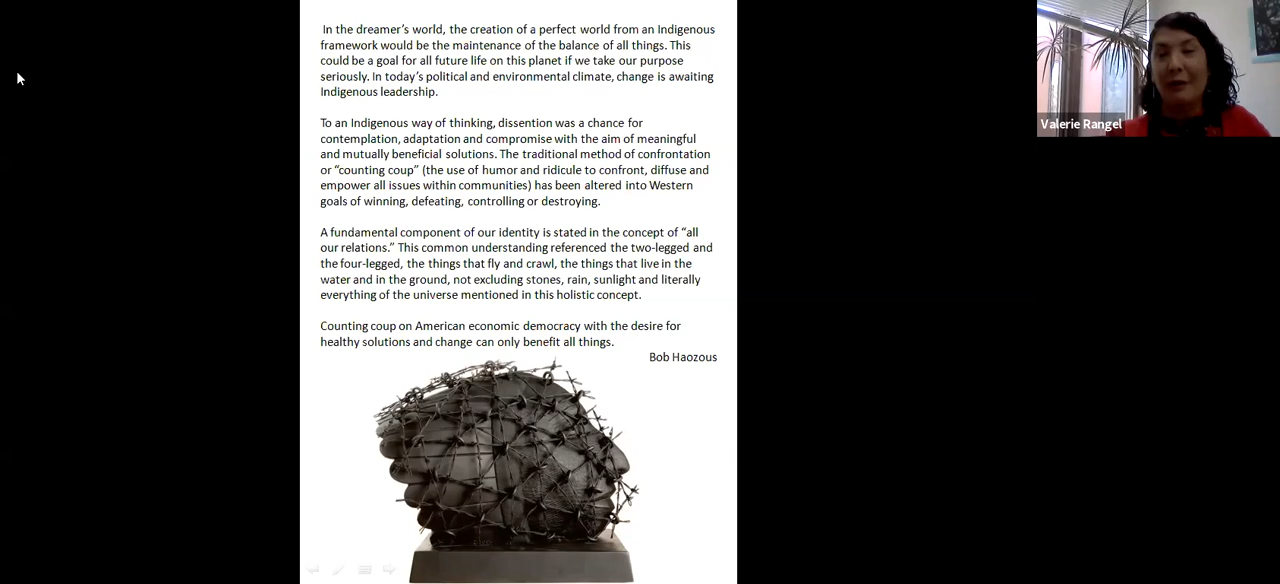 In the dreamer's world, the creation of a perfect world from an Indigenous
framework would be the maintenance of the balance of all things. This
could be a goal for all future life on this planet if we take our purpose
seriously. In today's political and environmental climate, change is awaiting
Indigenous leadership.
To an Indigenous way of thinking, dissention was a chance for
contemplation, adaptation and compromise with the aim of meaningful
and mutually beneficial solutions. The traditional method of confrontation
or “counting coup” (the use of humor and ridicule to confront, diffuse and
empower all issues within communities) has been altered into Western
goals of winning, defeating, controlling or destroying.
A fundamental component of our identity is stated in the concept of “all
our relations.” This common understanding referenced the two-legged and
the four-legged, the things that fly and crawl, the things that live in the
water and in the ground, not excluding stones, rain, sunlight and literally
everything of the universe mentioned in this holistic concept.
Counting coup on American economic democracy with the desire for
healthy solutions and change can only benefit all things.
Bob Haozous
Valerie Rangel